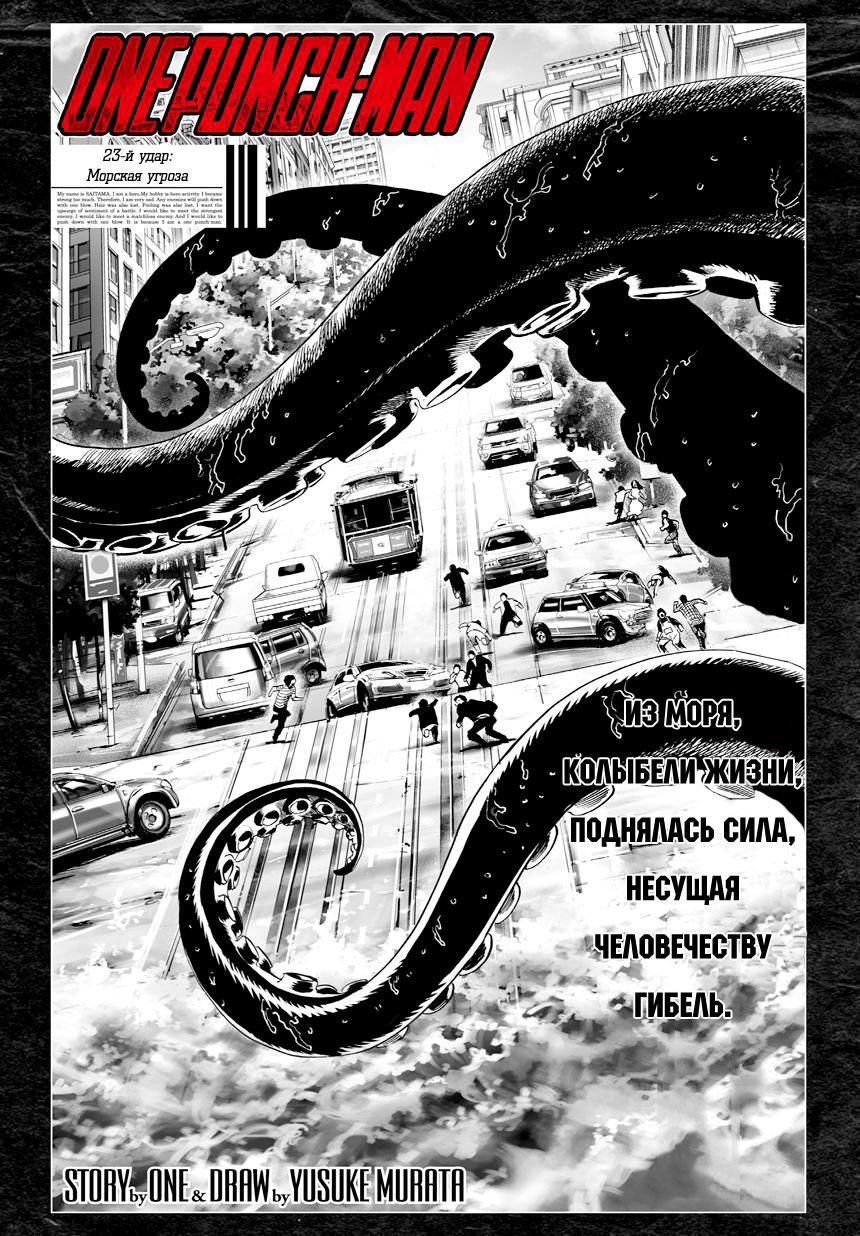 ONEPUNCH-MAN
23-й удар:
Морская угроза
My name is SAITAMA. I am a hero.My hobby is hero activity. I became
strong too much. Therefore, I am very sad. Any enemies will push down
with one blow. Hair was also lost. Feeling was also lost. I want the
upsurge of sentiment of a battle. I would like to meet the strongest
enemy. I would like to meet a matchless enemy. And I would like to
push down with one blow. It is because I am a one punch-man.
ИЗ МОРЯ,
КОЛЫБЕЛИ ЖИЗНИ,
ПОДНЯЛАСЬ СИЛА,
НЕСУЩАЯ
ЧЕЛОВЕЧЕСТВУ
ГИБЕЛЬ.
STORY by ONE & DRAW by YUSUKE MURATA